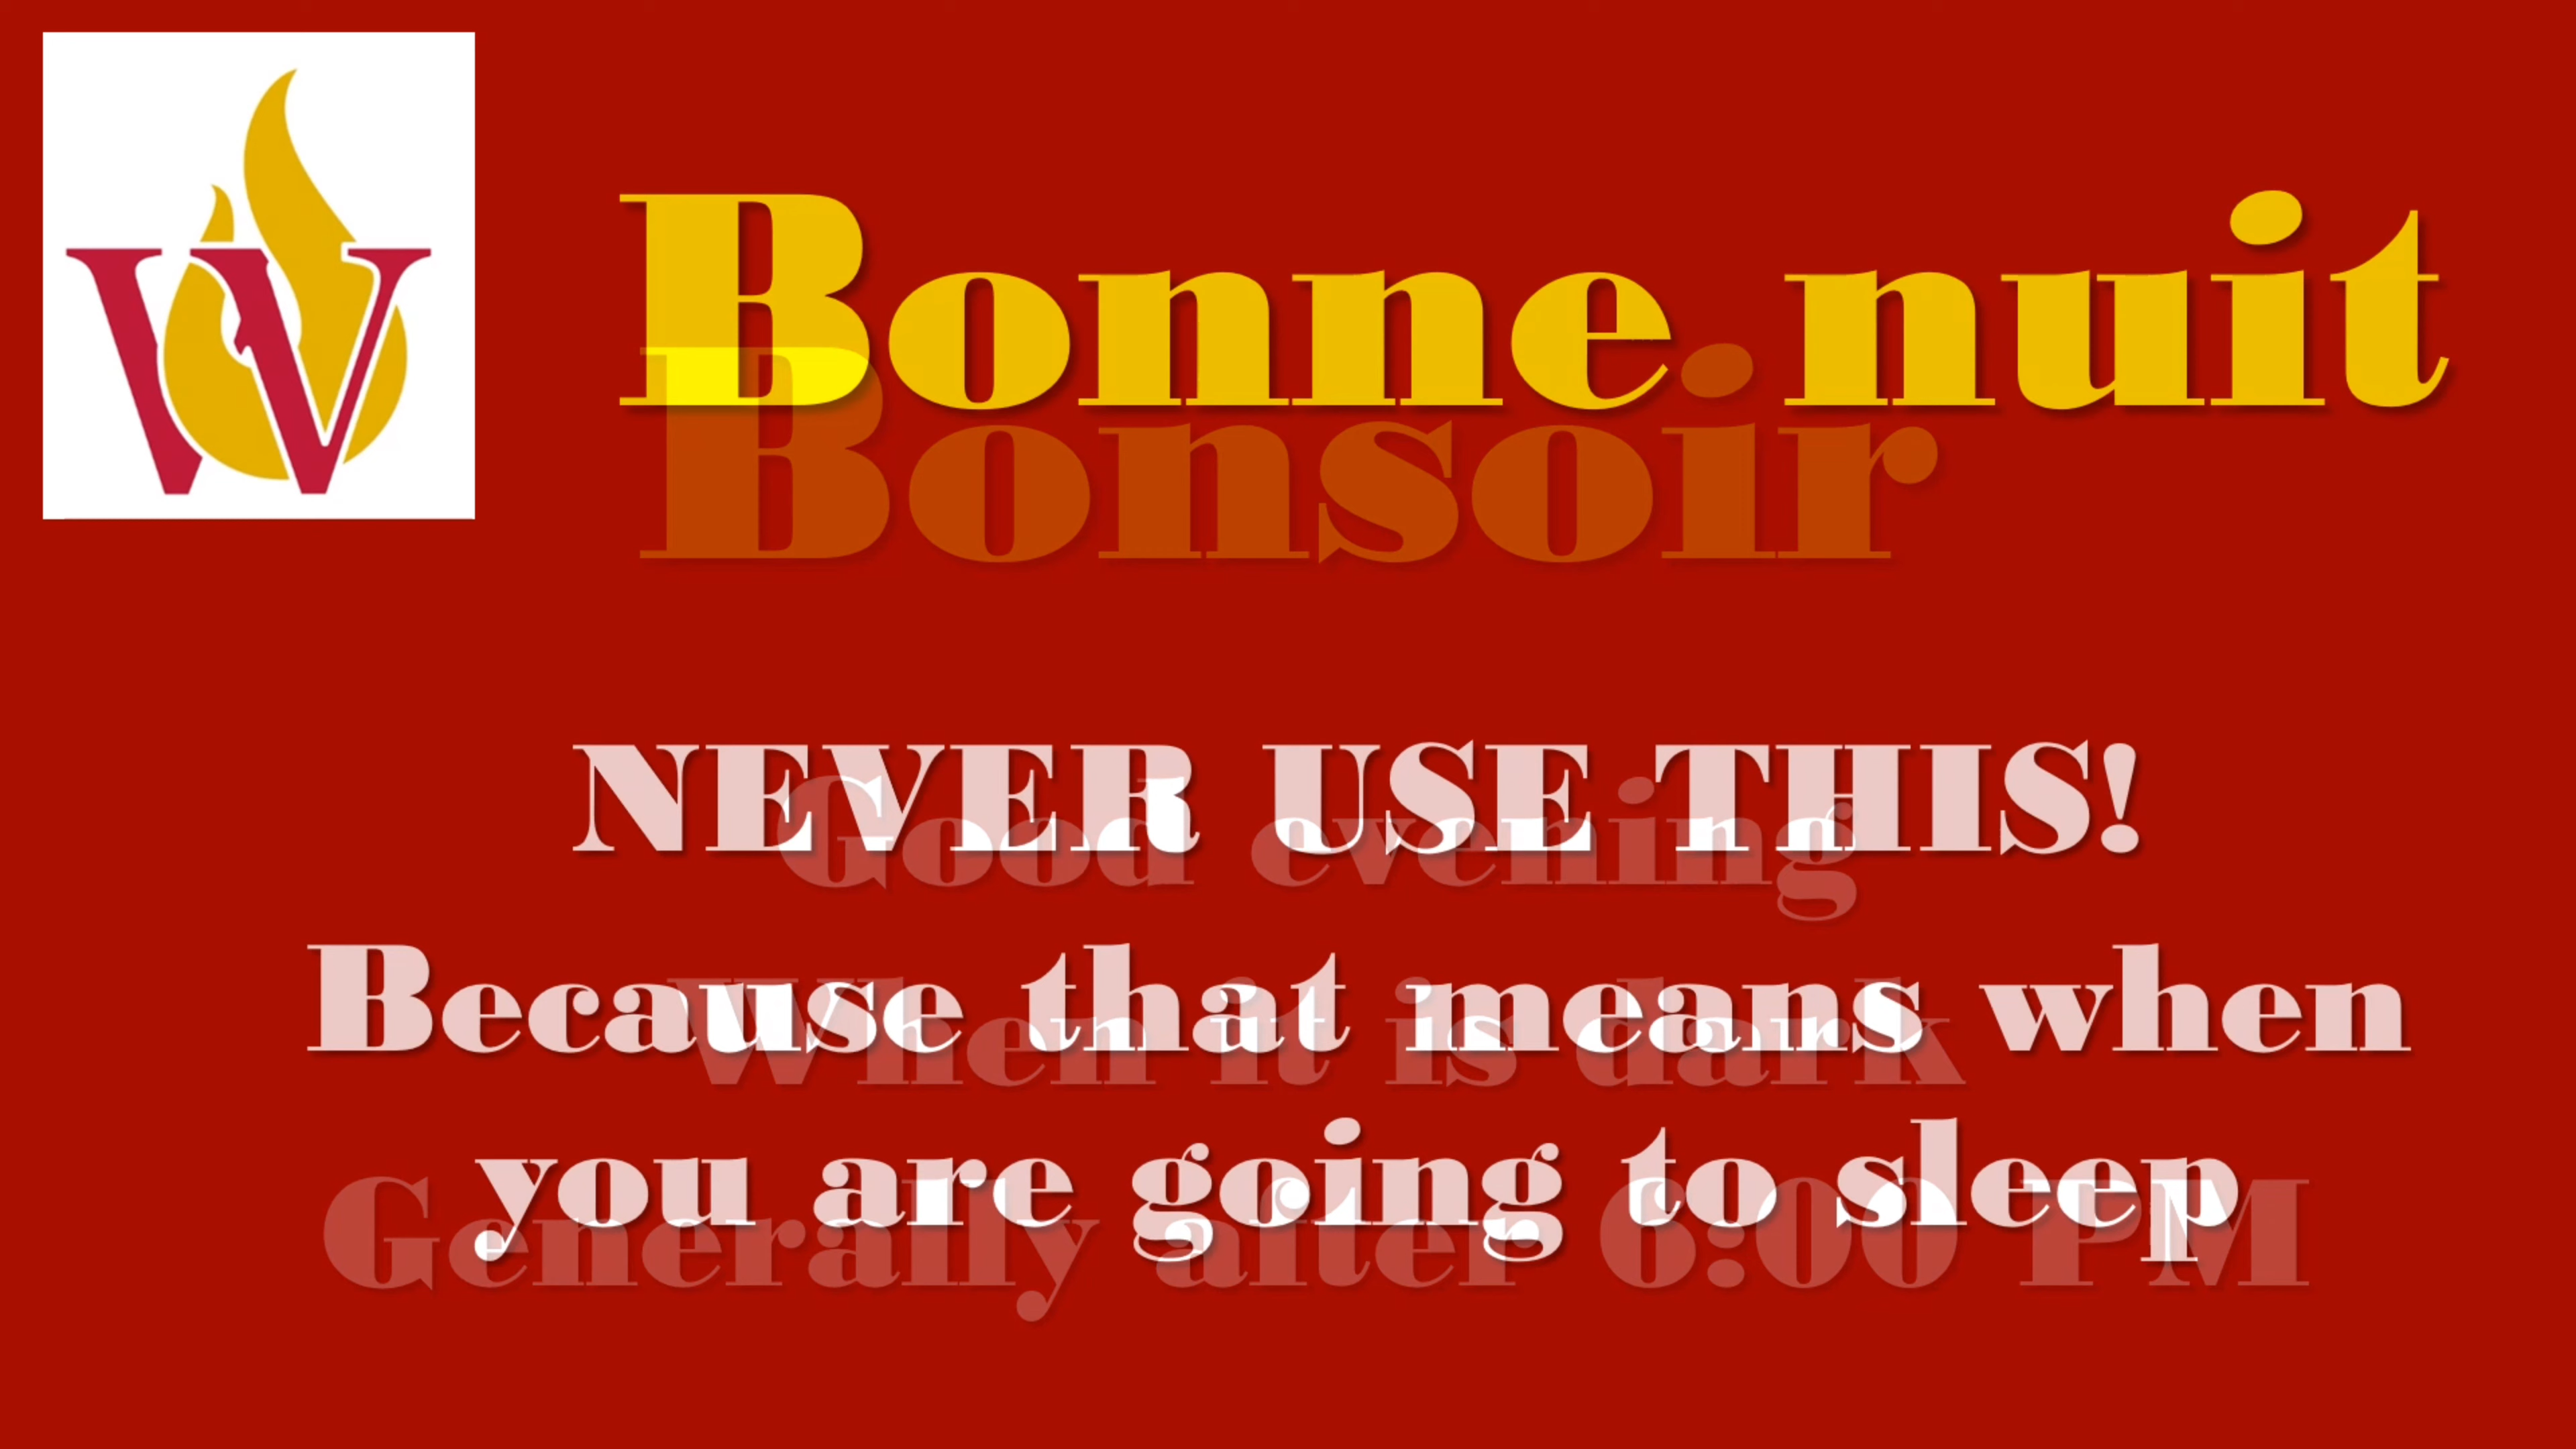 Bonne nuit
Bonsoir
NEVER USE THIS!
Good evening
Because that means when
When it is dark
you are going to sleep
Generally after 6:00 PM